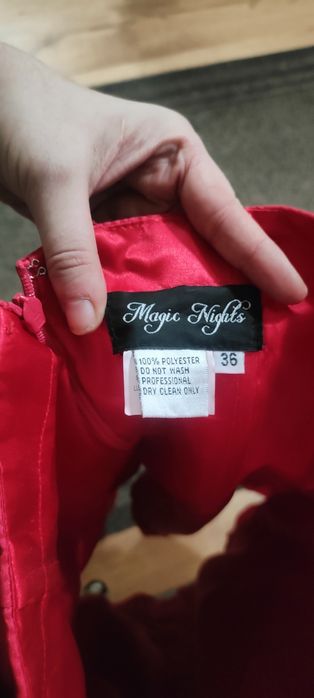 Magic Nights
100% POLYESTER
DO NOT WASH
PROFESSIONAL
DRY CLEAN ONLY
36